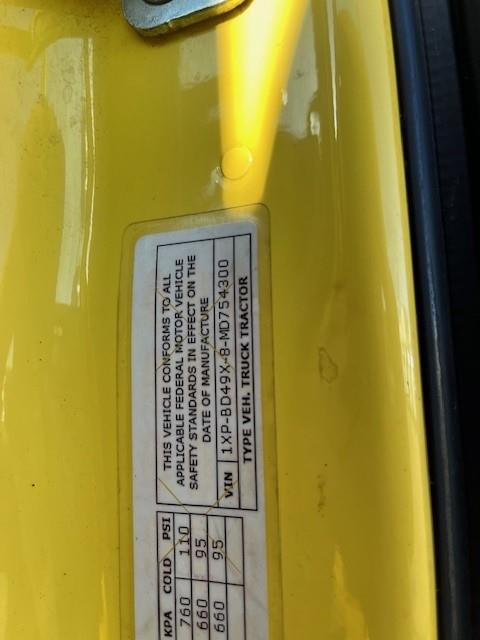 THIS VEHICLE CONFORMS TO ALL
APPLICABLE FEDERAL MOTOR VEHICLE
SAFETY STANDARDS IN EFFECT ON THE
DATE OF MANUFACTURE
VIN 1XP-BD49X-8-MD754300
TYPE VEH. TRUCK TRACTOR
KPA COLD PSI
760 110
660 95
660 95